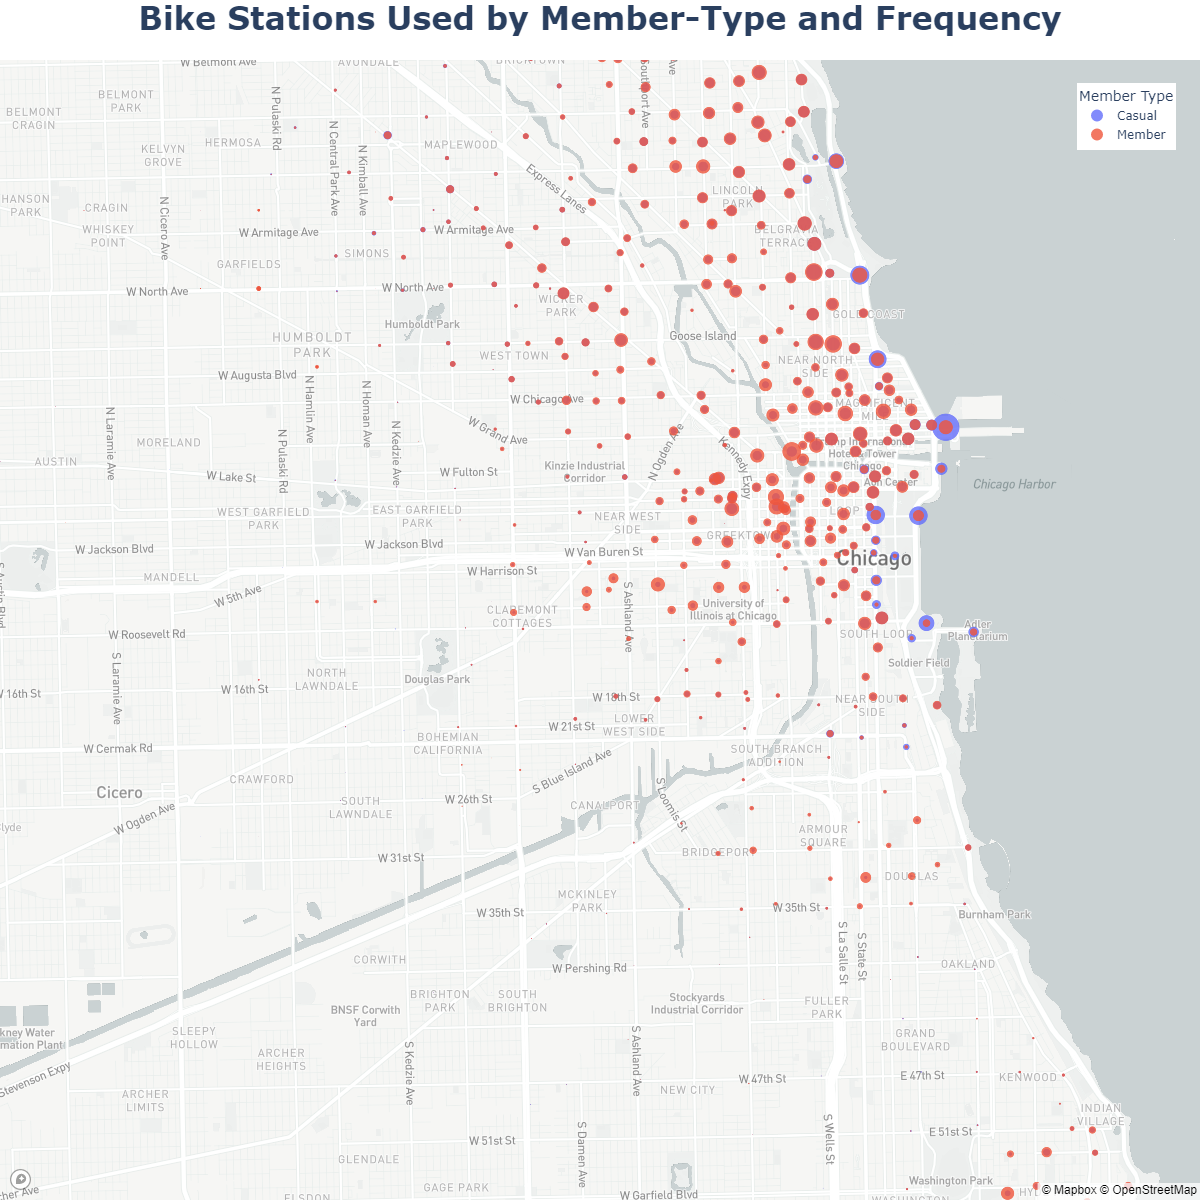 Bike Stations Used by Member-Type and Frequency
Member Type
Casual
Member
W Belmont Ave
AVONDALE
BELMONT
PARK
BELMONT
CRAGIN
N Pulaski Rd
N Central Park Ave
N Kimball Ave
HERMOSA
KELVYN
GROVE
MAPLEWOOD
Express Lanes
LINCOLN
PARK
HANSON
PARK
CRAGIN
WHISKEY
POINT
N Cicero Ave
W Armitage Ave
W Armitage Ave
SIMONS
GARFIELDS
BELGRAVIA
TERRACE
W North Ave
W North Ave
WICKER
PARK
GOLD COAST
Humboldt Park
HUMBOLDT
PARK
Goose Island
WEST TOWN
NEAR NORTH
SIDE
W Augusta Blvd
N Laramie Ave
N Hamlin Ave
N Homan Ave
N Kedzie Ave
W Chicago Ave
MAGNIFICENT
MILE
W Grand Ave
N Ogden Ave
Kennedy Expy
MORELAND
N Pulaski Rd
Trump International
Hotel & Tower
Chicago
AUSTIN
W Lake St
W Fulton St
Kinzie Industrial
Corridor
Aon Center
Chicago Harbor
WEST GARFIELD
PARK
EAST GARFIELD
PARK
NEAR WEST
SIDE
LOOP
GREEKTOWN
W Jackson Blvd
W Jackson Blvd
W Van Buren St
Chicago
W Harrison St
MANDELL
W 5th Ave
S Austin Blvd
S Ashland Ave
CLAREMONT
COTTAGES
University of
Illinois at Chicago
W Roosevelt Rd
SOUTH LOOP
Adler
Planetarium
S Laramie Ave
Soldier Field
NORTH
LAWNDALE
Douglas Park
W 16th St
W 16th St
W 18th St
NEAR SOUTH
SIDE
LOWER
WEST SIDE
W 21st St
BOHEMIAN
CALIFORNIA
W Cermak Rd
SOUTH BRANCH
ADDITION
S Blue Island Ave
CRAWFORD
Cicero
W Ogden Ave
SOUTH
LAWNDALE
W 26th St
CANALPORT
S Loomis St
ARMOUR
SQUARE
W 31st St
BRIDGEPORT
DOUGLAS
MCKINLEY
PARK
W 35th St
W 35th St
Burnham Park
S La Salle St
S State St
CORWITH
W Pershing Rd
OAKLAND
BRIGHTON
PARK
SOUTH
BRIGHTON
Stockyards
Industrial Corridor
FULLER
PARK
BNSF Corwith
Yard
SLEEPY
HOLLOW
GRAND
BOULEVARD
ARCHER
HEIGHTS
S Kedzie Ave
S Ashland Ave
Stevenson Expy
W 47th St
E 47th St
KENWOOD
NEW CITY
ARCHER
LIMITS
INDIAN
VILLAGE
S Damen Ave
S Wells St
W 51st St
E 51st St
GLENDALE
Washington Park
GAGE PARK
W Garfield Blvd
© Mapbox © OpenStreetMap